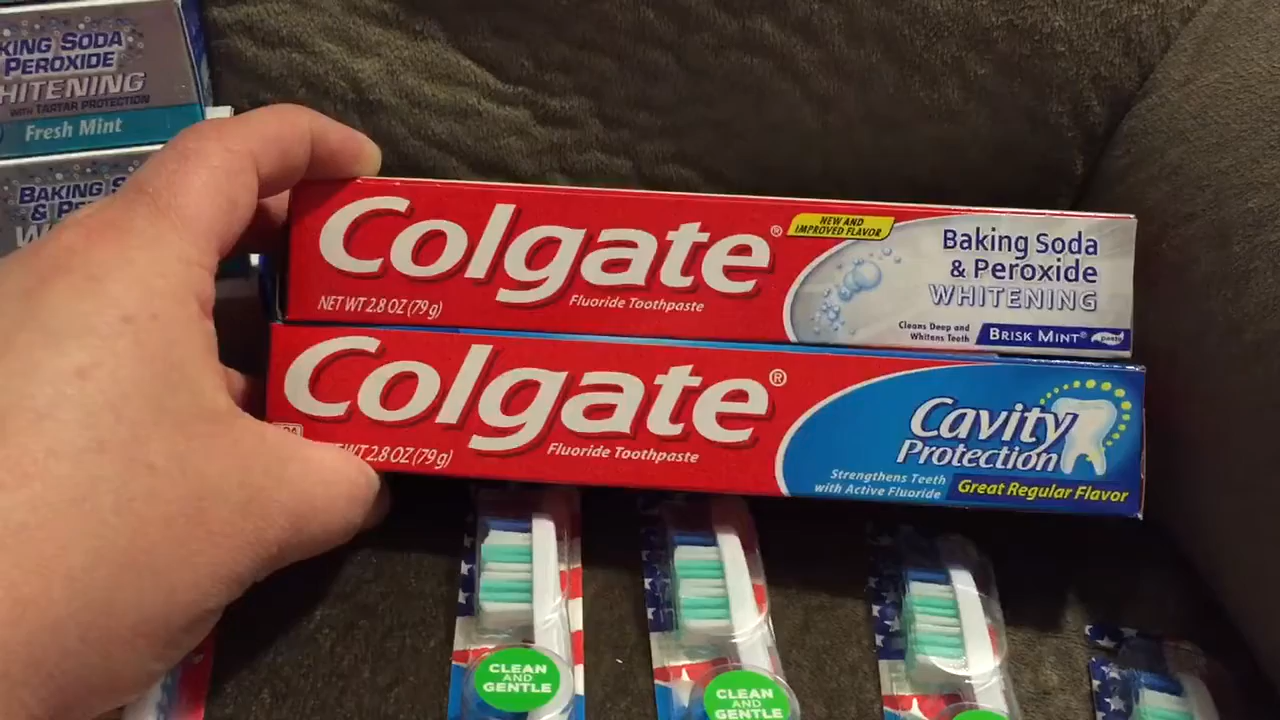 KING SODA
PEROXIDE
HITENING
WITH TARTAR PROTECTION
Fresh Mint
BAKING S
& PE
W
Colgate®
NEW AND
IMPROVED FLAVOR
NET WT 2.8 OZ (79 g)
Fluoride Toothpaste
Baking Soda
& Peroxide
WHITENING
Cleans Deep and
Whitens Teeth
BRISK MINT®
paste
Colgate®
WT 2.8 OZ (79 g)
Fluoride Toothpaste
Cavity
Protection
Strengthens Teeth
with Active Fluoride
Great Regular Flavor
CLEAN
AND
GENTLE
CLEAN
AND
GENTLE